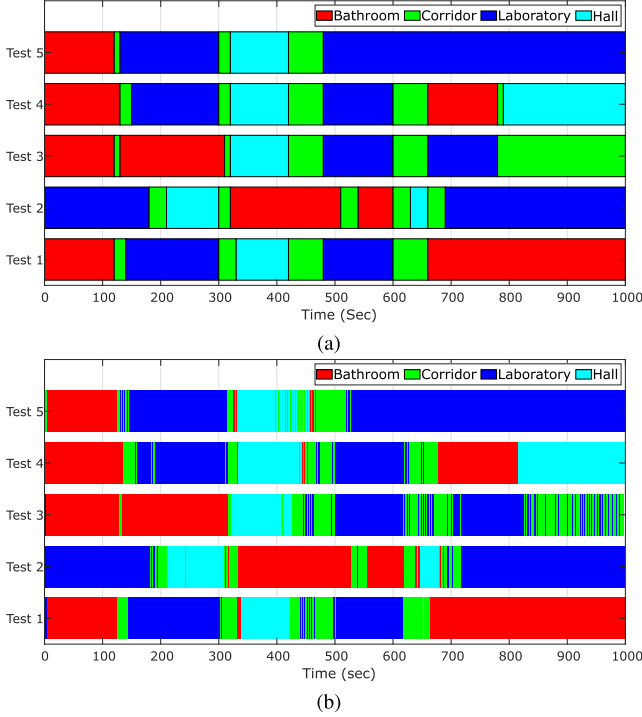 Bathroom Corridor Laboratory Hall
Test 5
Test 4
Test 3
Test 2
Test 1
0 100 200 300 400 500 600 700 800 900 1000
Time (Sec)
(a)
Bathroom Corridor Laboratory Hall
Test 5
Test 4
Test 3
Test 2
Test 1
0 100 200 300 400 500 600 700 800 900 1000
Time (sec)
(b)